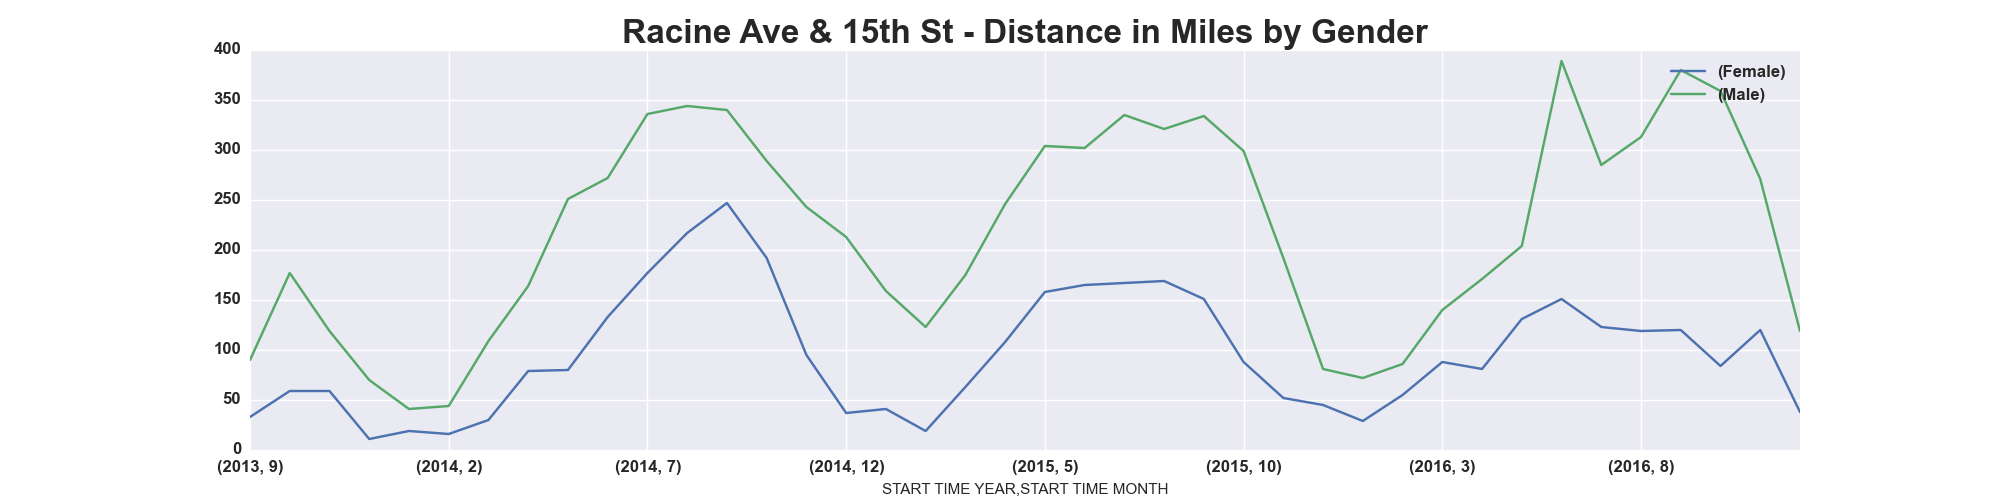 Racine Ave & 15th St - Distance in Miles by Gender
400
350
300
250
200
150
100
50
0
(Female)
(Male)
(2013, 9) (2014, 2) (2014, 7) (2014, 12) (2015, 5) (2015, 10) (2016, 3) (2016, 8)
START TIME YEAR,START TIME MONTH